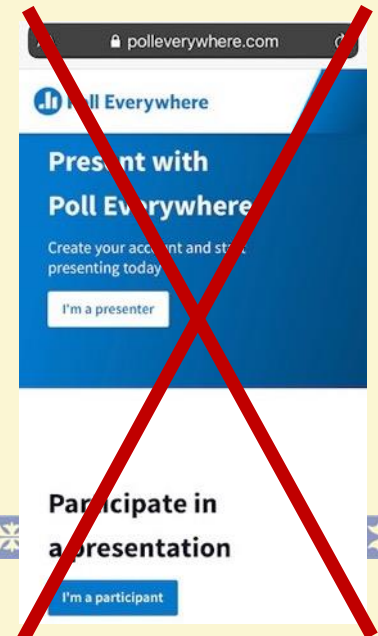 polleverywhere.com
Poll Everywhere
Present with
Poll Everywhere
Create your account and start
presenting today
I'm a presenter
Participate in
a presentation
I'm a participant